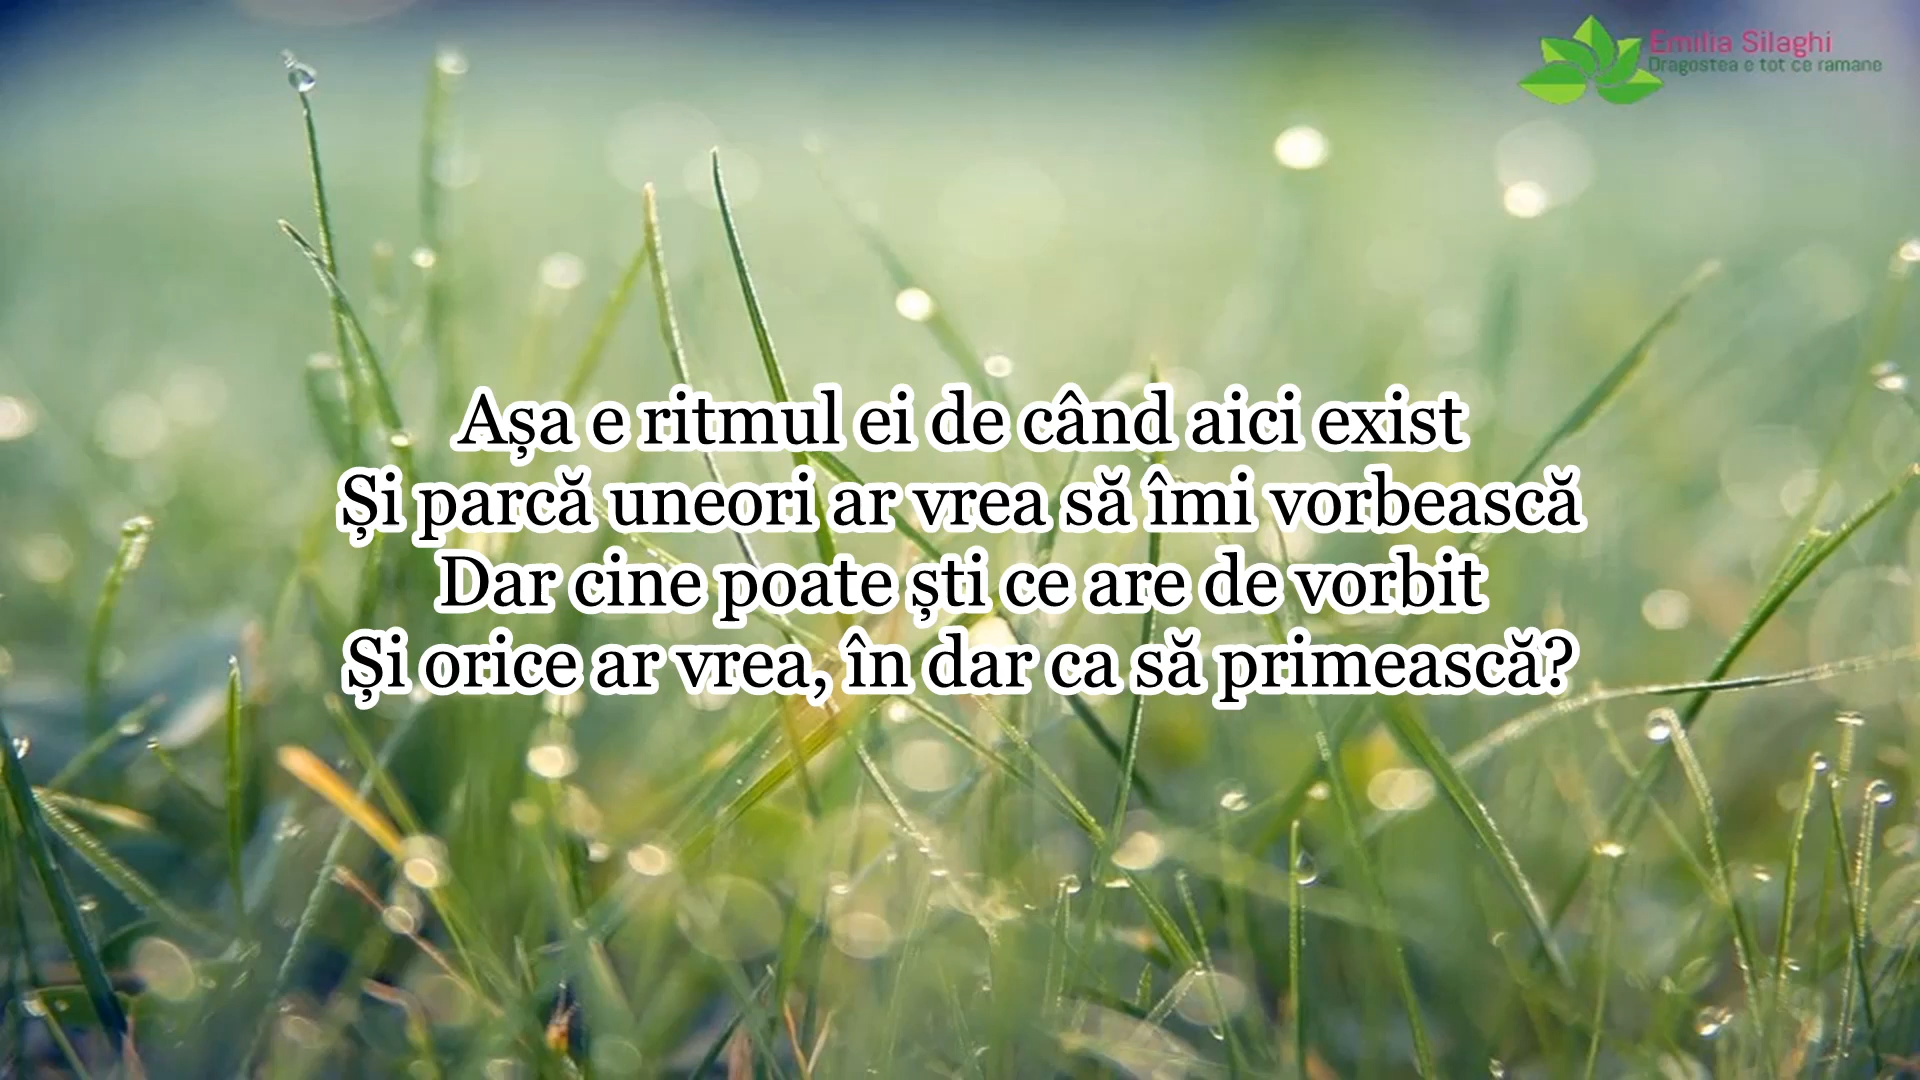 Emilia Silaghi
Dragostea e tot ce ramane
Așa e ritmul ei de când aici exist
Și parcă uneori ar vrea să îmi vorbească
Dar cine poate ști ce are de vorbit
Și orice ar vrea, în dar ca să primească?